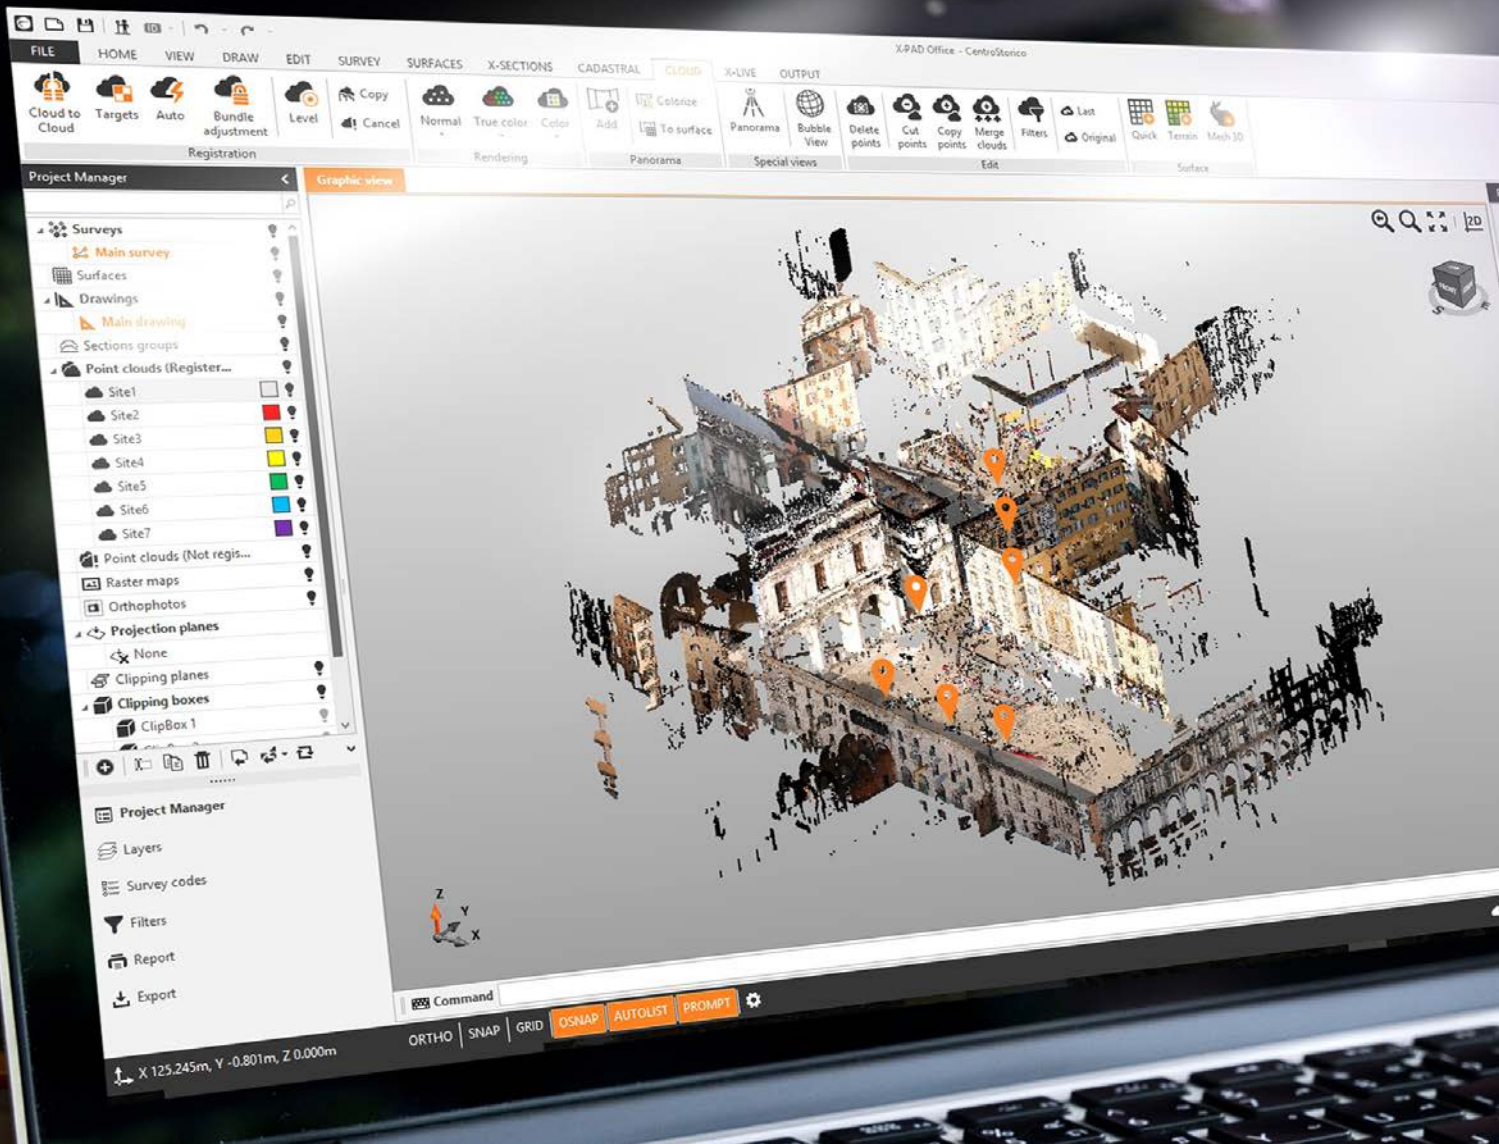 X-PAD Office - CentroStorico
FILE HOME VIEW DRAW EDIT SURVEY SURFACES X-SECTIONS CADASTRAL CLOUD X-LIVE OUTPUT
Cloud to Cloud
Targets
Auto
Bundle adjustment
Level
Copy
Cancel
Registration
Normal
True color
Color
Rendering
Add
Colorize
To surface
Panorama
Panorama
Bubble View
Special views
Delete points
Cut points
Copy points
Merge clouds
Filters
Last
Original
Edit
Quick
Terrain
Mesh 3D
Surface
Project Manager
Graphic view
Surveys
Main survey
Surfaces
Drawings
Main drawing
Sections groups
Point clouds (Register...
Site1
Site2
Site3
Site4
Site5
Site6
Site7
Point clouds (Not regis...
Raster maps
Orthophotos
Projection planes
None
Clipping planes
Clipping boxes
ClipBox 1
Project Manager
Layers
Survey codes
Filters
Report
Export
2D
S
E
Z
Y
X
Command
ORTHO SNAP GRID OSNAP AUTOLIST PROMPT
X 125.245m, Y -0.801m, Z 0.000m